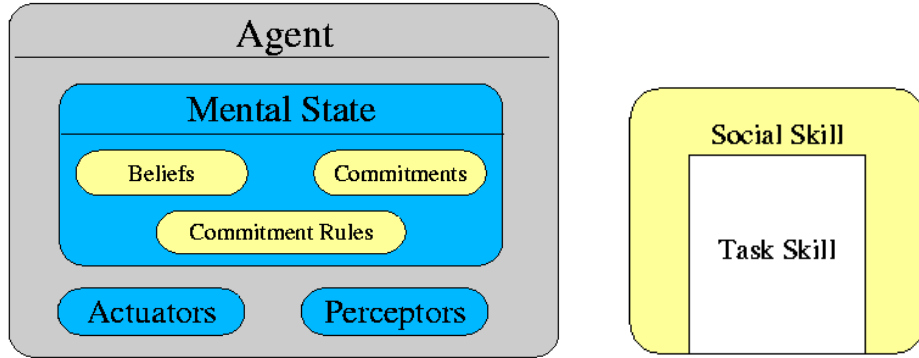 Agent
Mental State
Beliefs
Commitments
Commitment Rules
Actuators
Perceptors
Social Skill
Task Skill